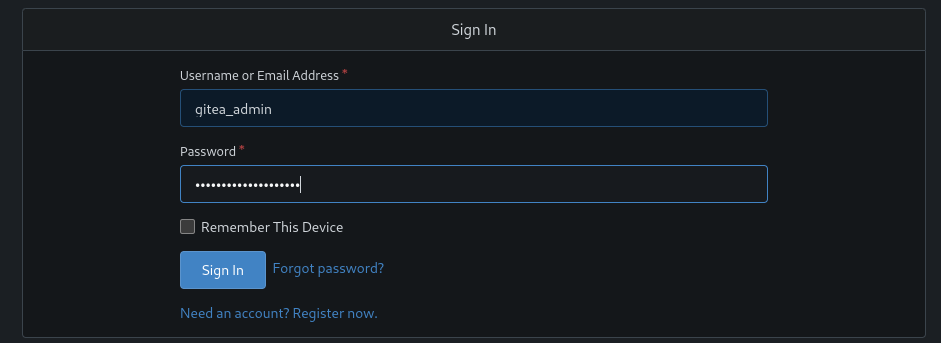 Sign In
Username or Email Address *
gitea_admin
Password *
••••••••••••••••••••
Remember This Device
Sign In Forgot password?
Need an account? Register now.